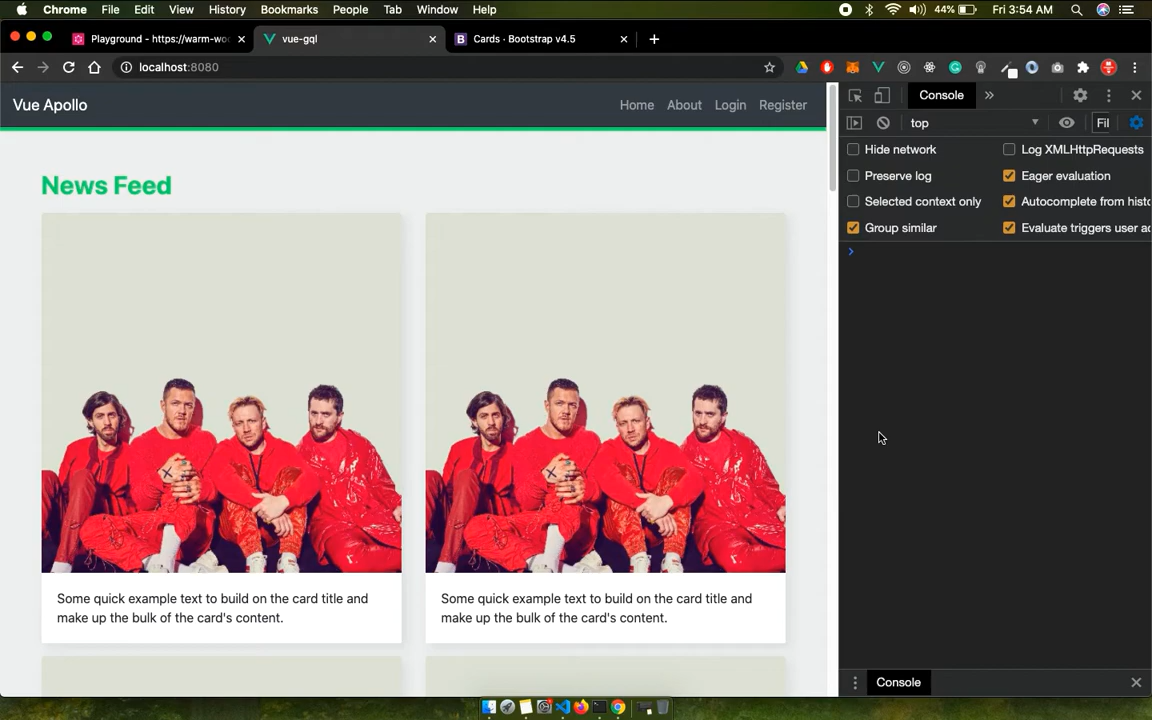 Chrome File Edit View History Bookmarks People Tab Window Help 44% Fri 3:54 AM
Playground - https://warm-wo
vue-gql
Cards · Bootstrap v4.5
localhost:8080
Vue Apollo
Home About Login Register
News Feed
Some quick example text to build on the card title and
make up the bulk of the card's content.
Some quick example text to build on the card title and
make up the bulk of the card's content.
Console
top
Fil
Hide network
Log XMLHttpRequests
Preserve log
Eager evaluation
Selected context only
Autocomplete from histo
Group similar
Evaluate triggers user ac
Console